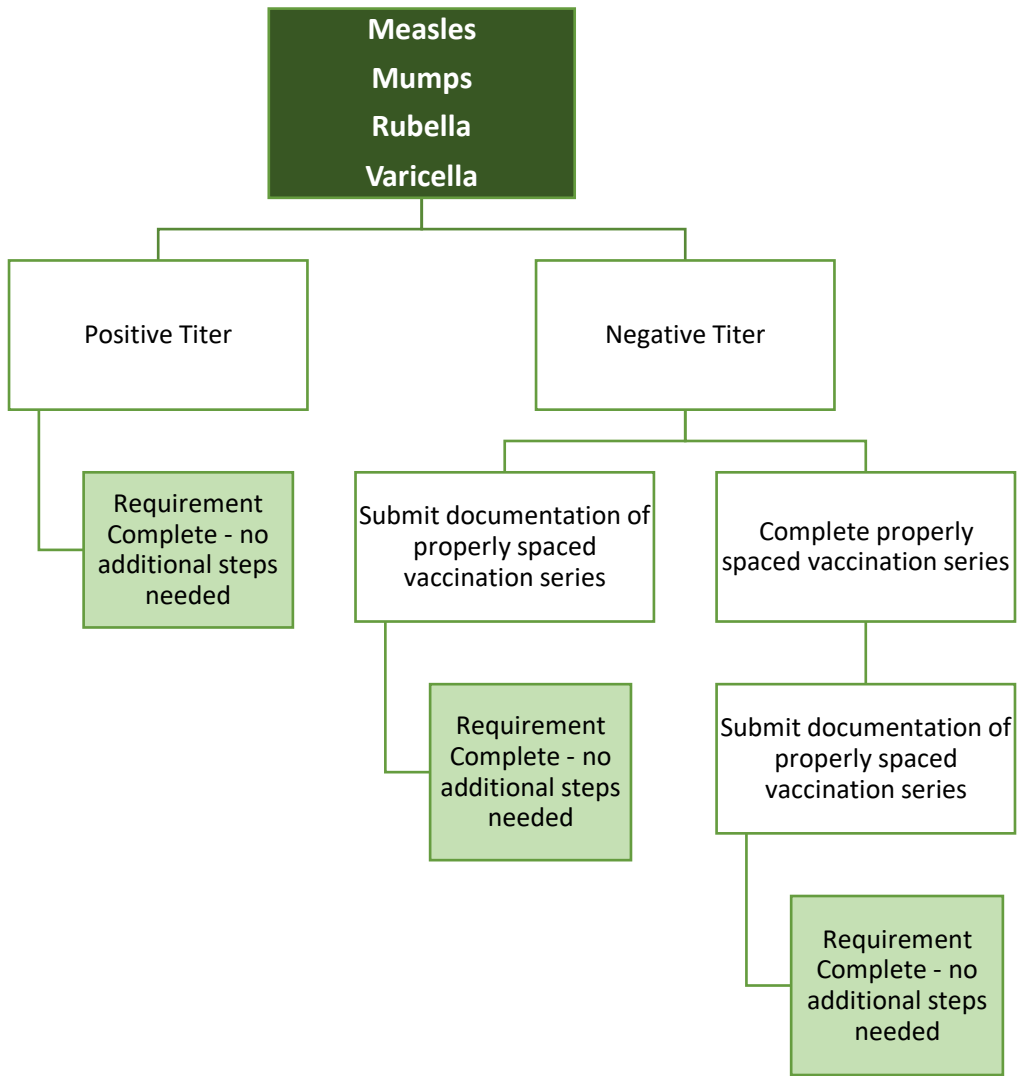 Measles
Mumps
Rubella
Varicella
Positive Titer
Negative Titer
Requirement
Complete - no
additional steps
needed
Submit documentation of
properly spaced
vaccination series
Complete properly
spaced vaccination series
Requirement
Complete - no
additional steps
needed
Submit documentation of
properly spaced
vaccination series
Requirement
Complete - no
additional steps
needed